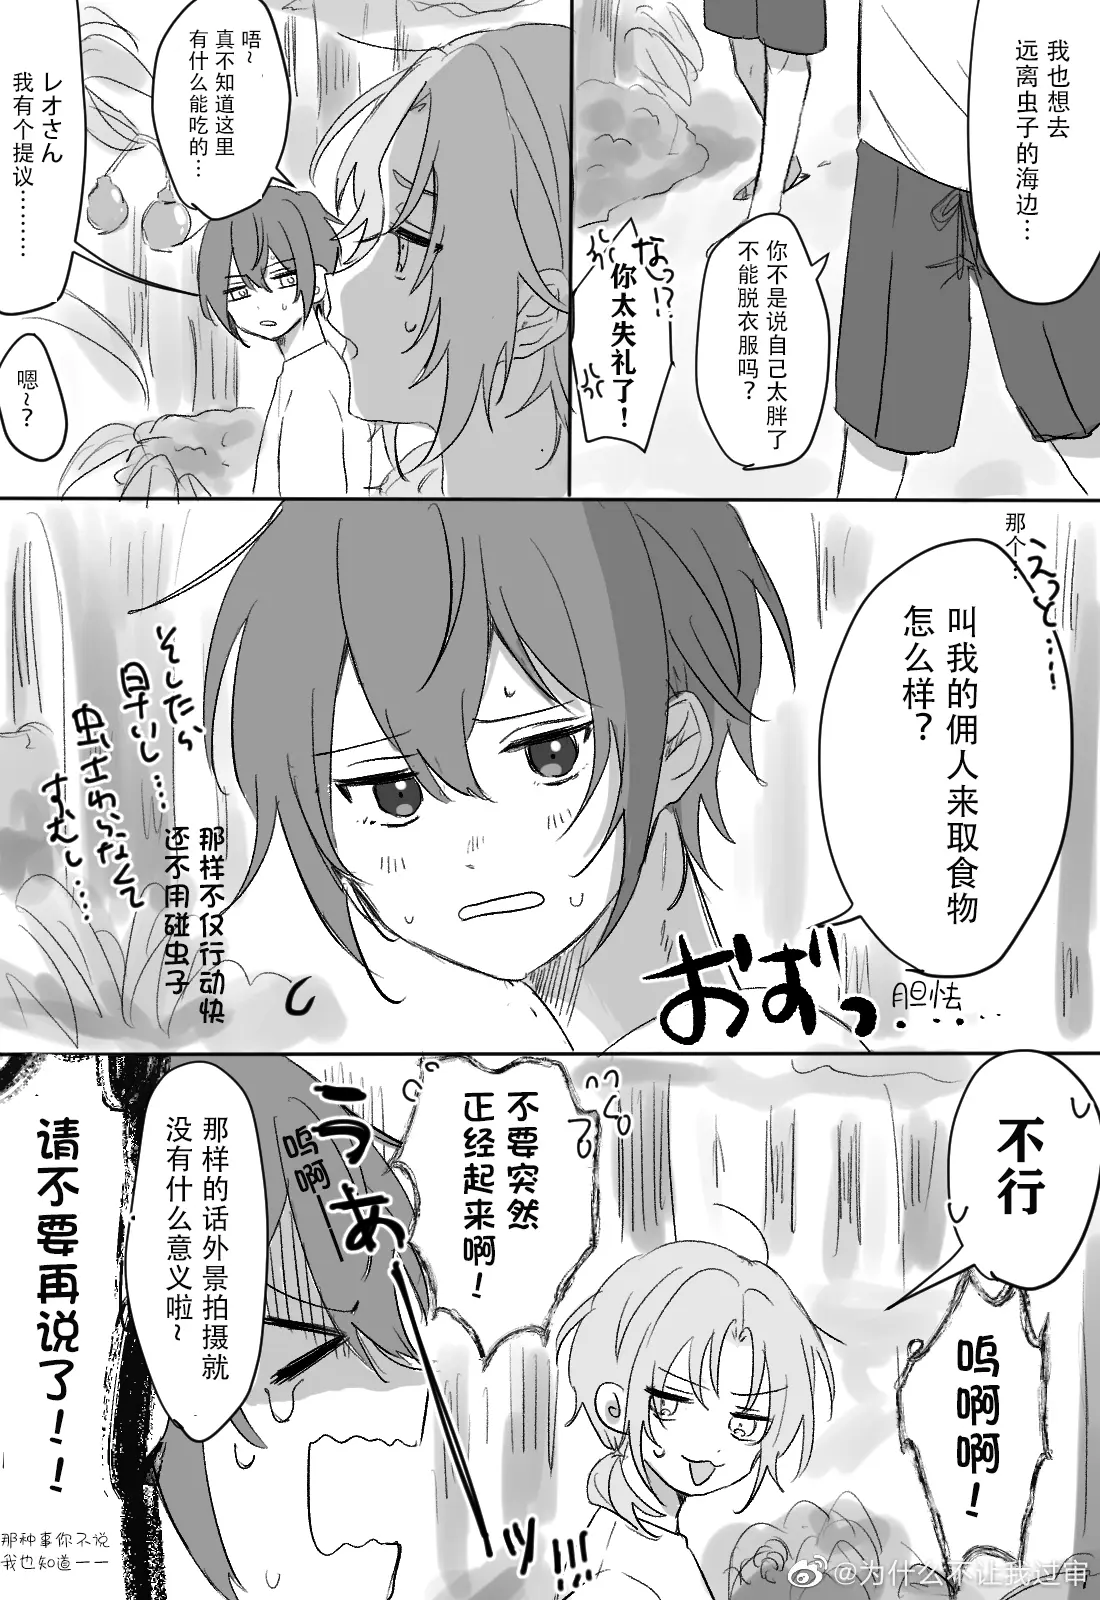 我也想去
远离虫子的海边…
你不是说自己太胖了
不能脱衣服吗？
なっ!?
你太失礼了！
唔~
真不知道这里
有什么能吃的…
レオさん
我有个提议………
嗯~？
那个…
えっと…
叫我的佣人来取食物
怎么样？
そしたら
早いし…
虫さわらなくて
すむし……
那样不仅行动快
还不用碰虫子
おずっ
胆怯
不行
呜啊啊！
不要突然
正经起来啊！
うあ
呜啊
ーーッ!!!
那样的话外景拍摄就
没有什么意义啦~
请不要再说了！！
那种事你不说
我也知道一一
@为什么不让我过审